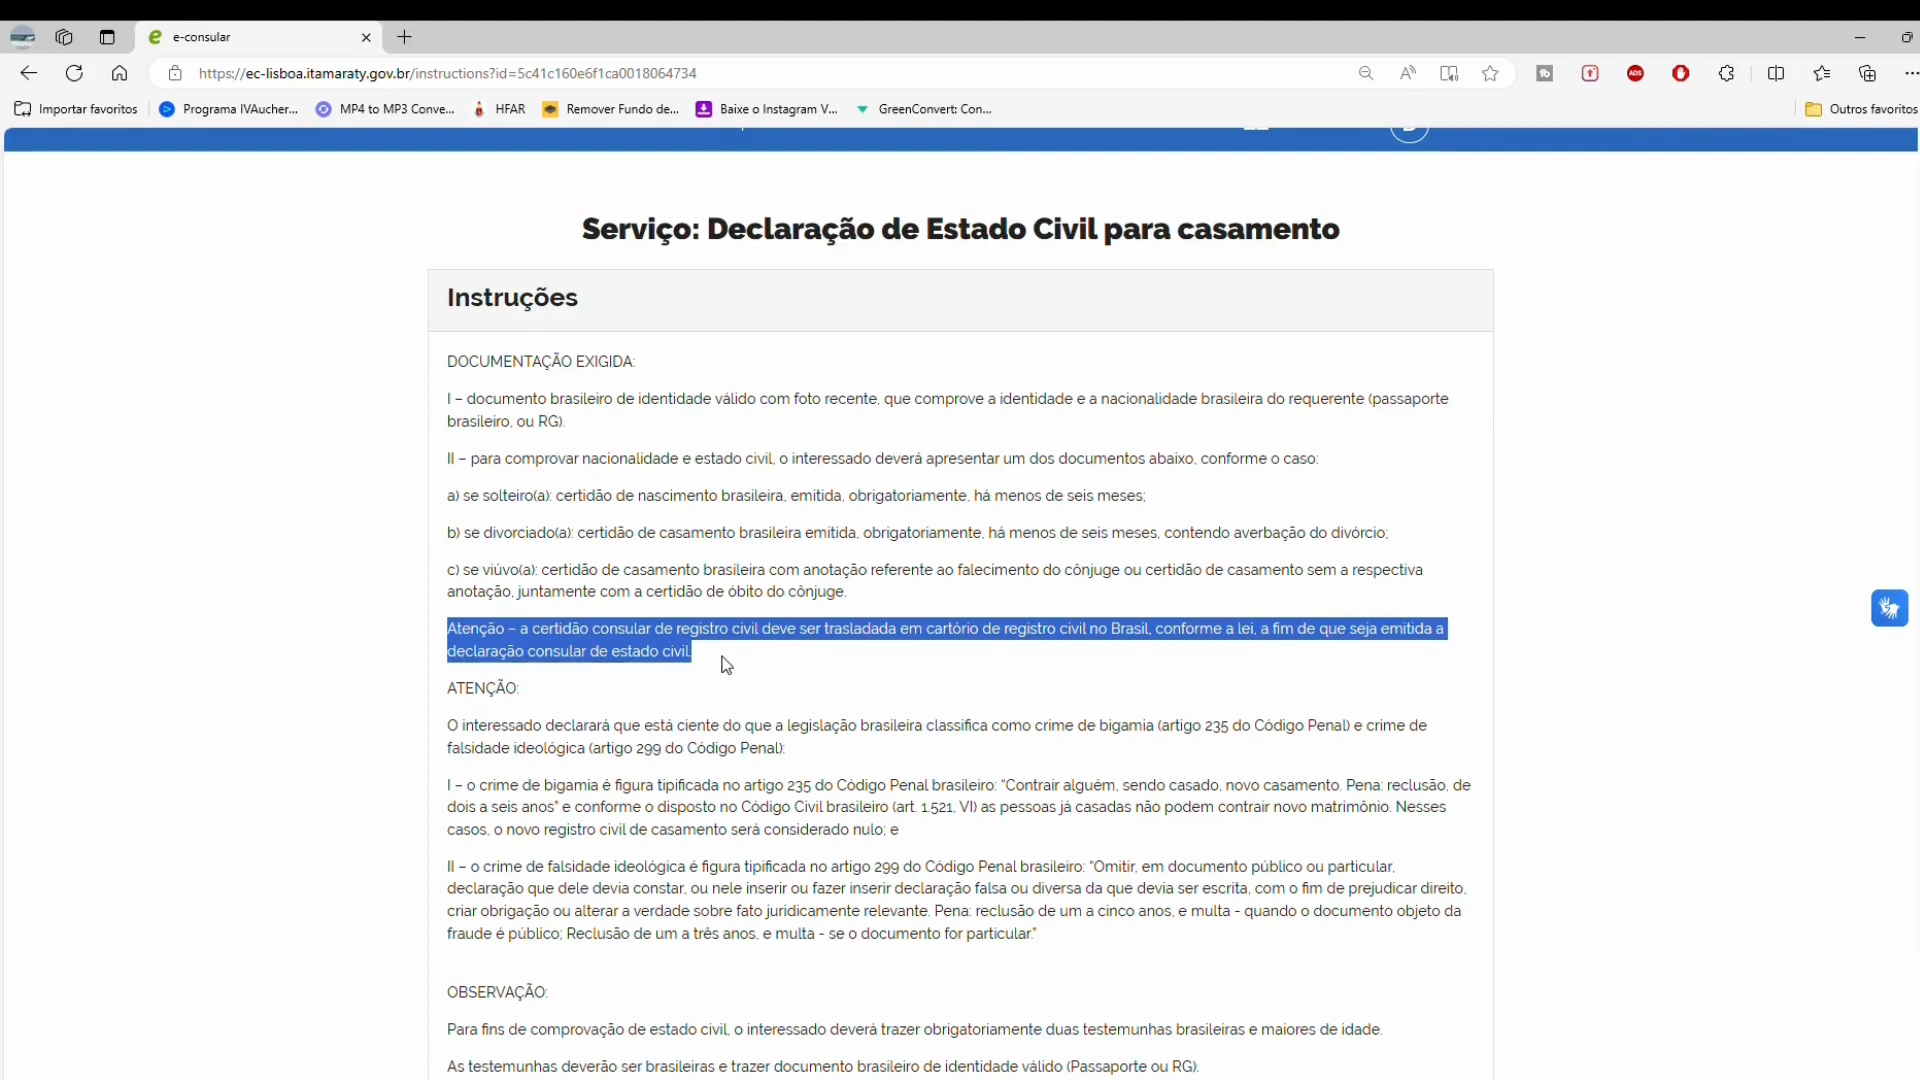 e-consular
https://ec-lisboa.itamaraty.gov.br/instructions?id=5c41c160e6f1ca0018064734
Importar favoritos
Programa IVAucher...
MP4 to MP3 Conve...
HFAR
Remover Fundo de...
Baixe o Instagram V...
GreenConvert: Con...
Outros favoritos
Serviço: Declaração de Estado Civil para casamento
Instruções
DOCUMENTAÇÃO EXIGIDA:
I – documento brasileiro de identidade válido com foto recente, que comprove a identidade e a nacionalidade brasileira do requerente (passaporte
brasileiro, ou RG).
II – para comprovar nacionalidade e estado civil, o interessado deverá apresentar um dos documentos abaixo, conforme o caso:
a) se solteiro(a): certidão de nascimento brasileira, emitida, obrigatoriamente, há menos de seis meses;
b) se divorciado(a): certidão de casamento brasileira emitida, obrigatoriamente, há menos de seis meses, contendo averbação do divórcio;
c) se viúvo(a): certidão de casamento brasileira com anotação referente ao falecimento do cônjuge ou certidão de casamento sem a respectiva
anotação, juntamente com a certidão de óbito do cônjuge.
Atenção – a certidão consular de registro civil deve ser trasladada em cartório de registro civil no Brasil, conforme a lei, a fim de que seja emitida a
declaração consular de estado civil.
ATENÇÃO:
O interessado declarará que está ciente do que a legislação brasileira classifica como crime de bigamia (artigo 235 do Código Penal) e crime de
falsidade ideológica (artigo 299 do Código Penal):
I – o crime de bigamia é figura tipificada no artigo 235 do Código Penal brasileiro: “Contrair alguém, sendo casado, novo casamento. Pena: reclusão, de
dois a seis anos” e conforme o disposto no Código Civil brasileiro (art. 1.521, VI) as pessoas já casadas não podem contrair novo matrimônio. Nesses
casos, o novo registro civil de casamento será considerado nulo; e
II – o crime de falsidade ideológica é figura tipificada no artigo 299 do Código Penal brasileiro: “Omitir, em documento público ou particular,
declaração que dele devia constar, ou nele inserir ou fazer inserir declaração falsa ou diversa da que devia ser escrita, com o fim de prejudicar direito,
criar obrigação ou alterar a verdade sobre fato juridicamente relevante. Pena: reclusão de um a cinco anos, e multa - quando o documento objeto da
fraude é público; Reclusão de um a três anos, e multa - se o documento for particular.”
OBSERVAÇÃO:
Para fins de comprovação de estado civil, o interessado deverá trazer obrigatoriamente duas testemunhas brasileiras e maiores de idade.
As testemunhas deverão ser brasileiras e trazer documento brasileiro de identidade válido (Passaporte ou RG).